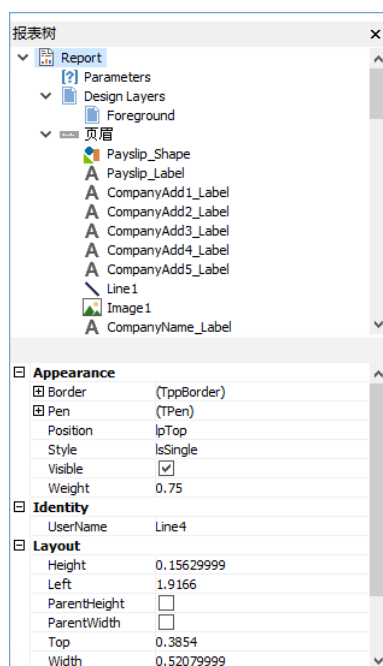 报表树
Report
Parameters
Design Layers
Foreground
页眉
Payslip_Shape
Payslip_Label
CompanyAdd1_Label
CompanyAdd2_Label
CompanyAdd3_Label
CompanyAdd4_Label
CompanyAdd5_Label
Line1
Image1
CompanyName_Label
Appearance
Border (TppBorder)
Pen (TPen)
Position lpTop
Style lsSingle
Visible
Weight 0.75
Identity
UserName Line4
Layout
Height 0.15629999
Left 1.9166
ParentHeight
ParentWidth
Top 0.3854
Width 0.52079999